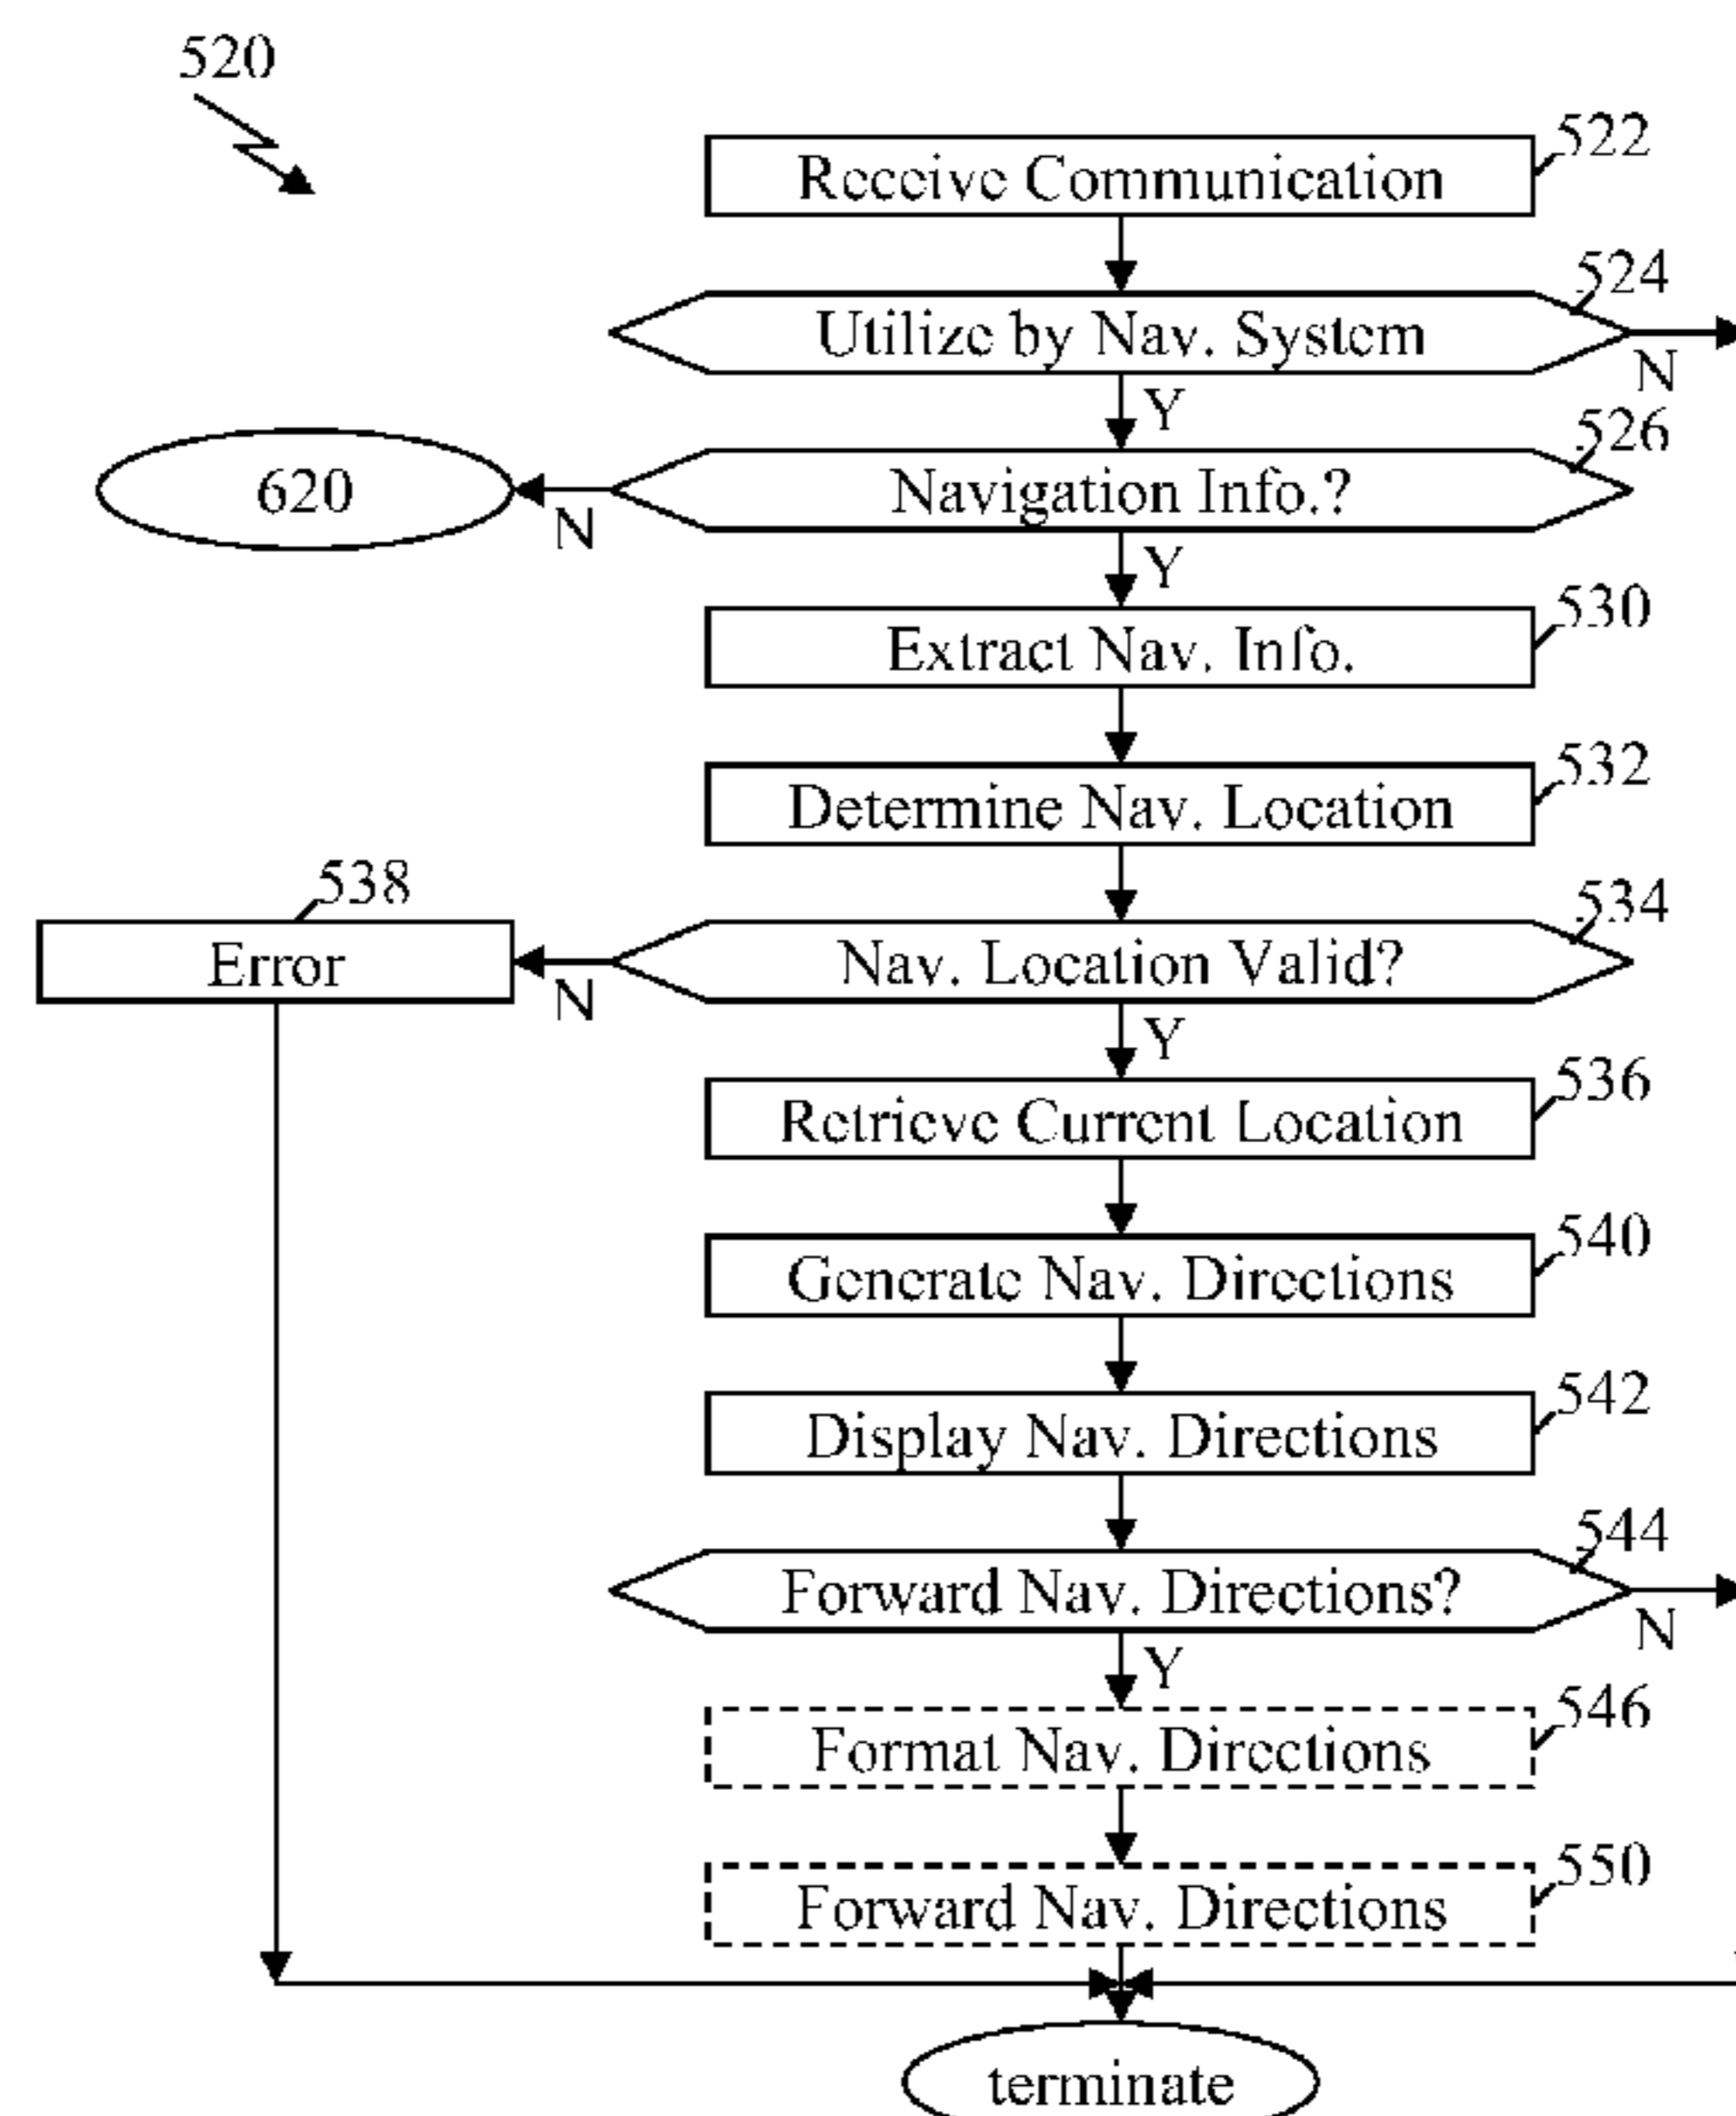 520
522
Receive Communication
524
Utilize by Nav. System
N
Y
526
620
Navigation Info.?
N
Y
530
Extract Nav. Info.
532
Determine Nav. Location
538
534
Error
Nav. Location Valid?
N
Y
536
Retrieve Current Location
540
Generate Nav. Directions
542
Display Nav. Directions
544
Forward Nav. Directions?
N
Y
546
Format Nav. Directions
550
Forward Nav. Directions
terminate